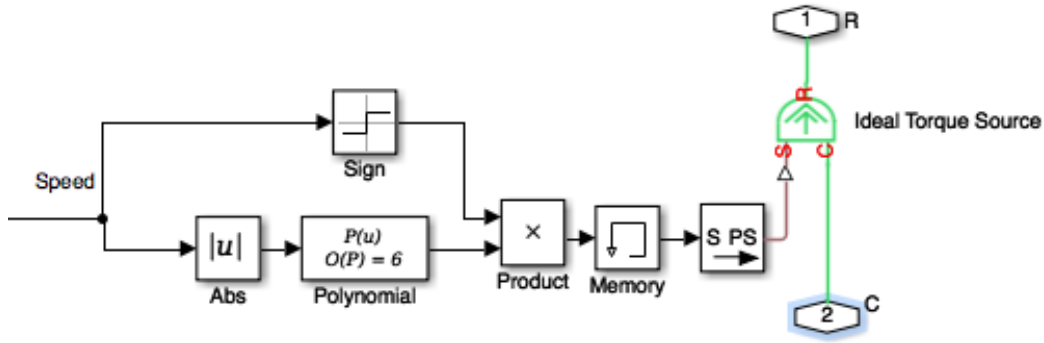 1
R
R
Ideal Torque Source
S
C
Sign
Speed
|u|
P(u)
O(P) = 6
×
S PS
Abs
Polynomial
Product
Memory
2
C